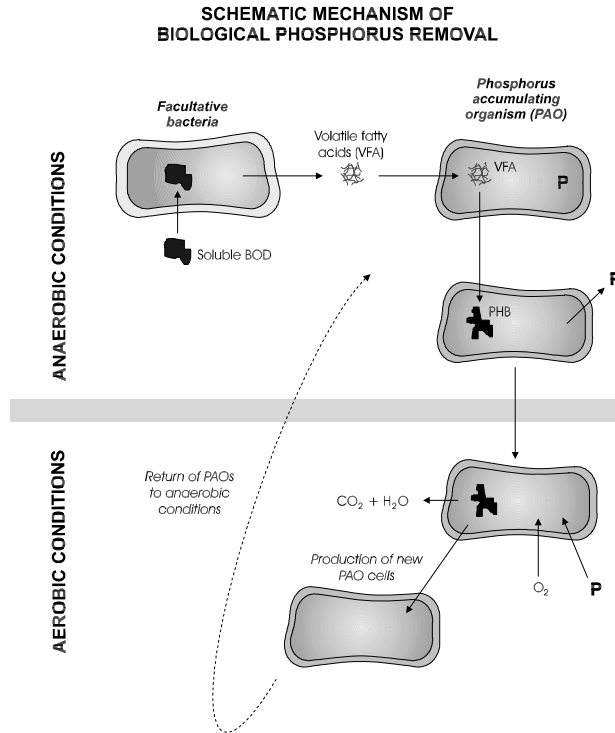 SCHEMATIC MECHANISM OF
BIOLOGICAL PHOSPHORUS REMOVAL
Facultative
bacteria
Volatile fatty
acids (VFA)
Phosphorus
accumulating
organism (PAO)
VFA
P
Soluble BOD
ANAEROBIC CONDITIONS
PHB
P
AEROBIC CONDITIONS
Return of PAOs
to anaerobic
conditions
CO₂ + H₂O
Production of new
PAO cells
O₂
P